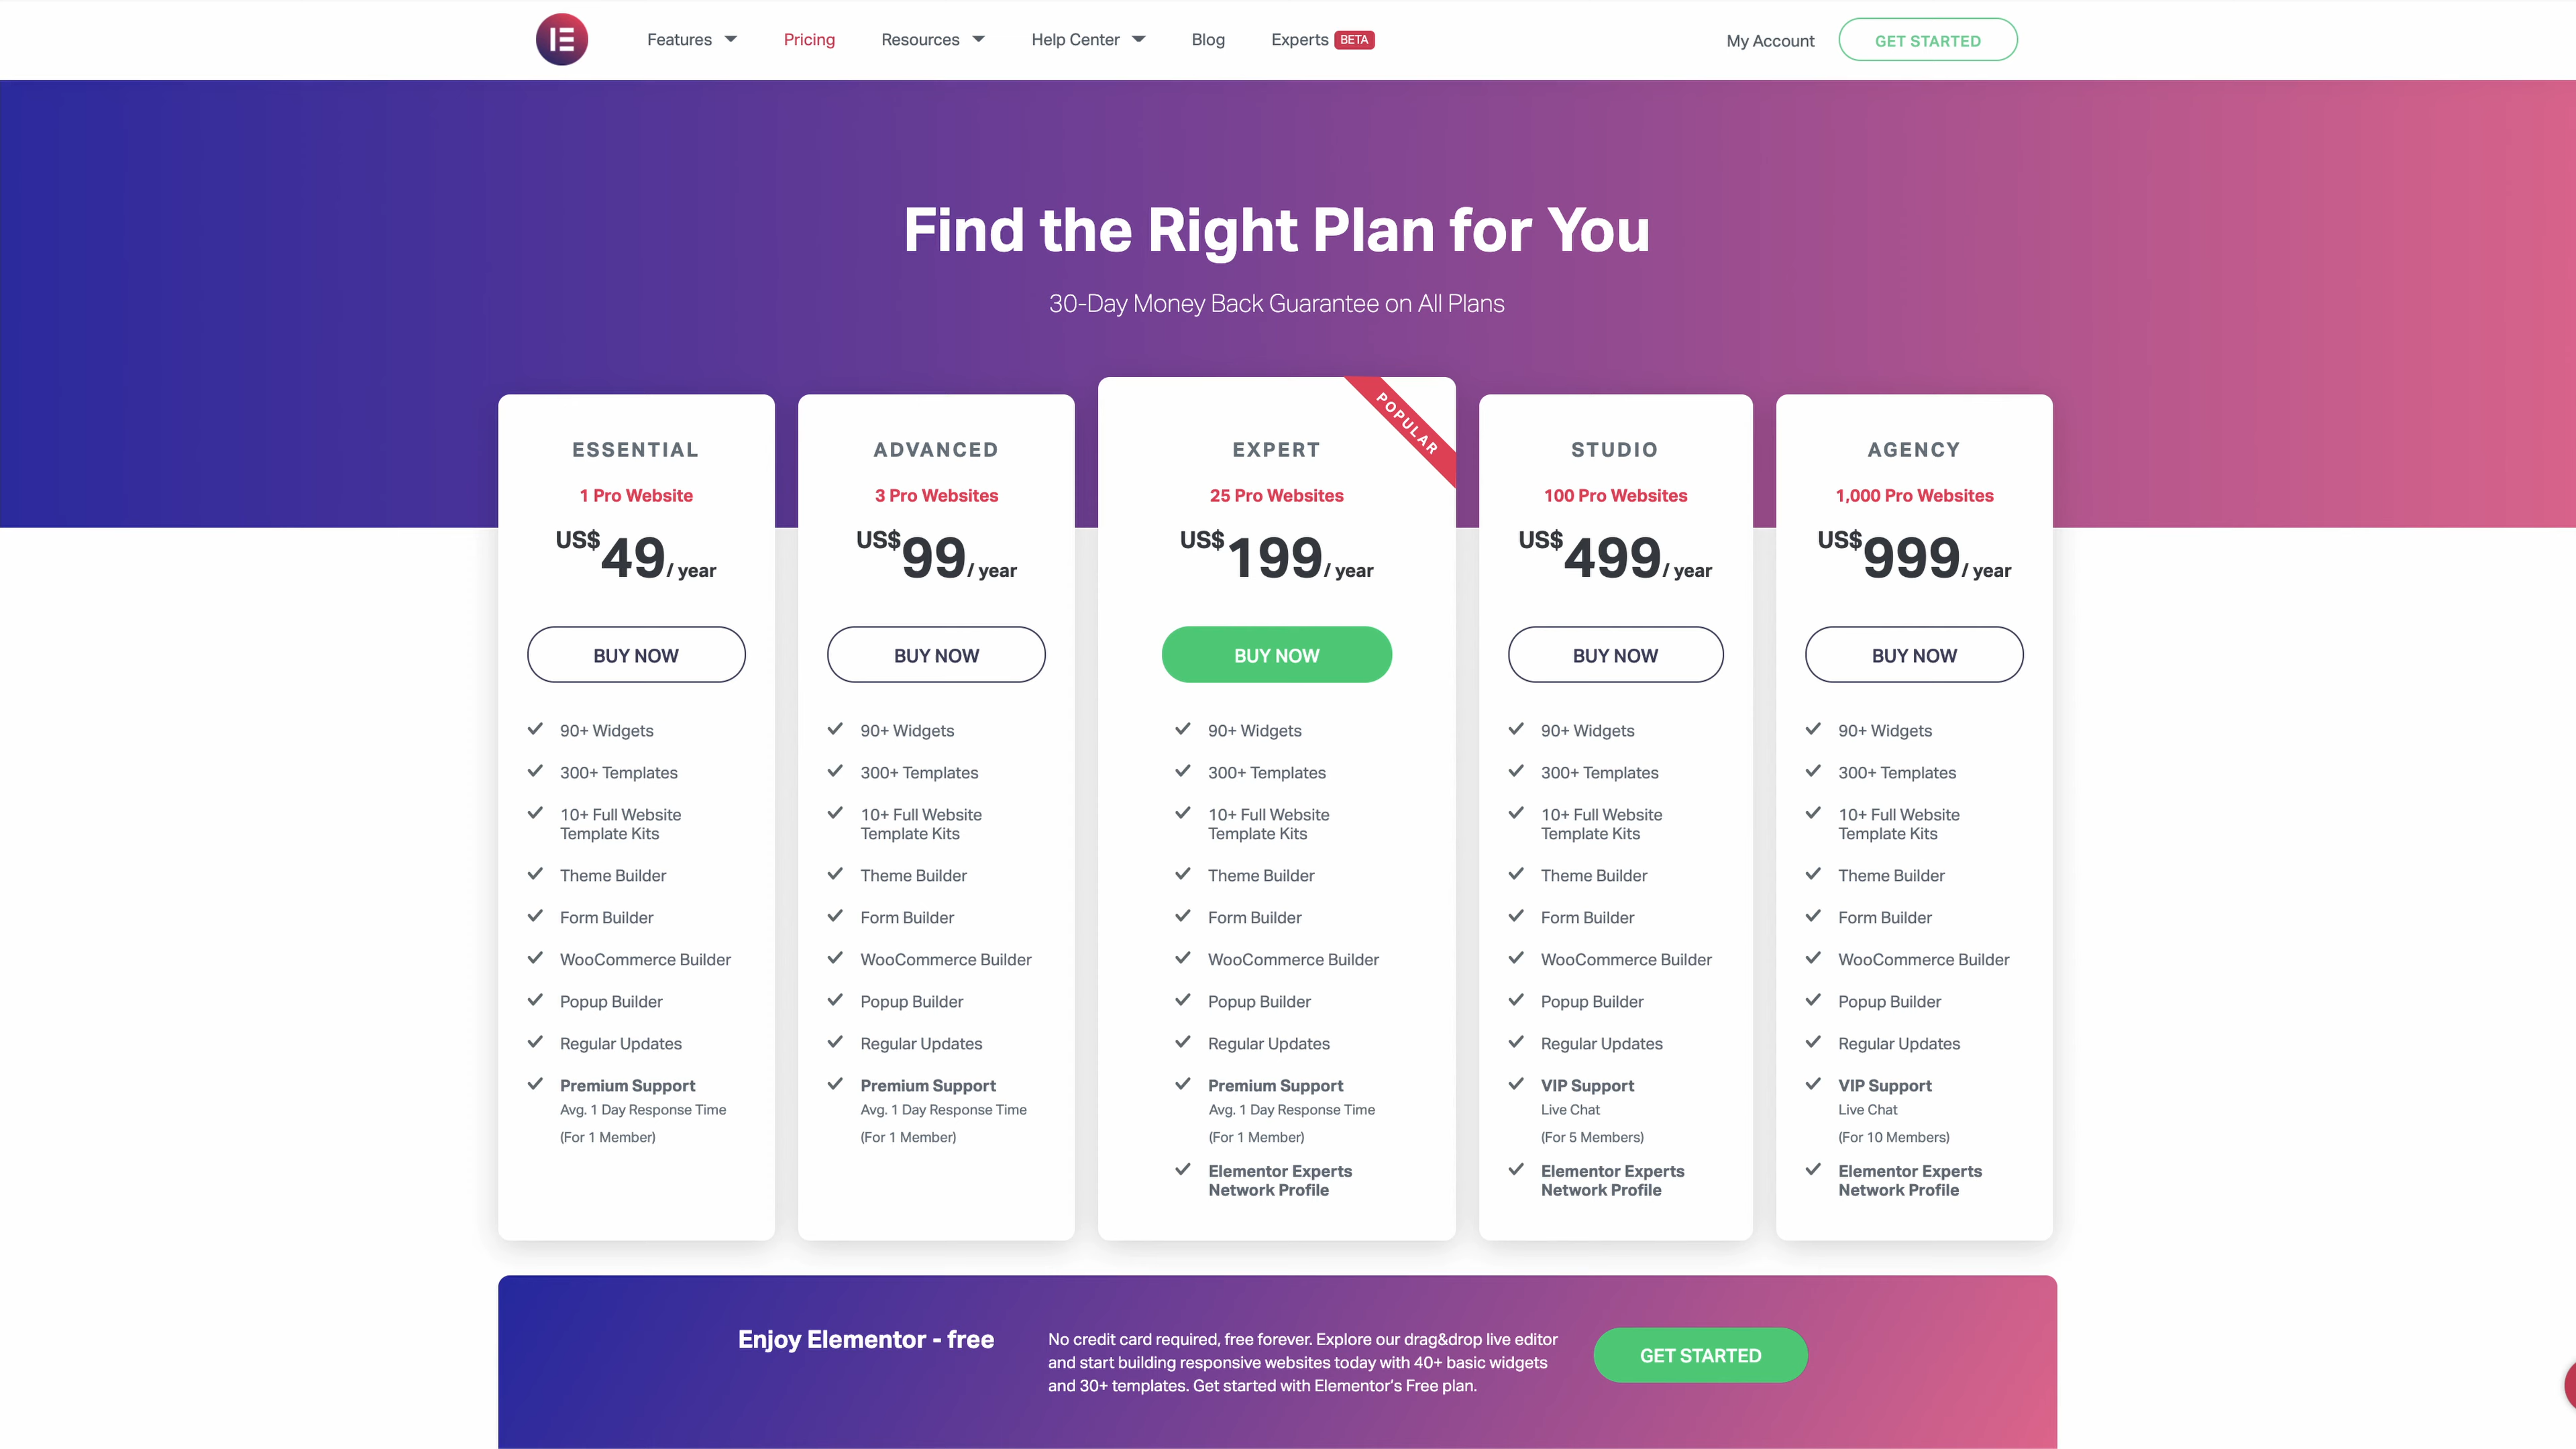 Features
Pricing
Resources
Help Center
Blog
Experts BETA
My Account
GET STARTED
Find the Right Plan for You
30-Day Money Back Guarantee on All Plans
ESSENTIAL
1 Pro Website
US$49/ year
BUY NOW
90+ Widgets
300+ Templates
10+ Full Website
Template Kits
Theme Builder
Form Builder
WooCommerce Builder
Popup Builder
Regular Updates
Premium Support
Avg. 1 Day Response Time
(For 1 Member)
ADVANCED
3 Pro Websites
US$99/ year
BUY NOW
90+ Widgets
300+ Templates
10+ Full Website
Template Kits
Theme Builder
Form Builder
WooCommerce Builder
Popup Builder
Regular Updates
Premium Support
Avg. 1 Day Response Time
(For 1 Member)
POPULAR
EXPERT
25 Pro Websites
US$199/ year
BUY NOW
90+ Widgets
300+ Templates
10+ Full Website
Template Kits
Theme Builder
Form Builder
WooCommerce Builder
Popup Builder
Regular Updates
Premium Support
Avg. 1 Day Response Time
(For 1 Member)
Elementor Experts
Network Profile
STUDIO
100 Pro Websites
US$499/ year
BUY NOW
90+ Widgets
300+ Templates
10+ Full Website
Template Kits
Theme Builder
Form Builder
WooCommerce Builder
Popup Builder
Regular Updates
VIP Support
Live Chat
(For 5 Members)
Elementor Experts
Network Profile
AGENCY
1,000 Pro Websites
US$999/ year
BUY NOW
90+ Widgets
300+ Templates
10+ Full Website
Template Kits
Theme Builder
Form Builder
WooCommerce Builder
Popup Builder
Regular Updates
VIP Support
Live Chat
(For 10 Members)
Elementor Experts
Network Profile
Enjoy Elementor - free
No credit card required, free forever. Explore our drag&drop live editor
and start building responsive websites today with 40+ basic widgets
and 30+ templates. Get started with Elementor's Free plan.
GET STARTED